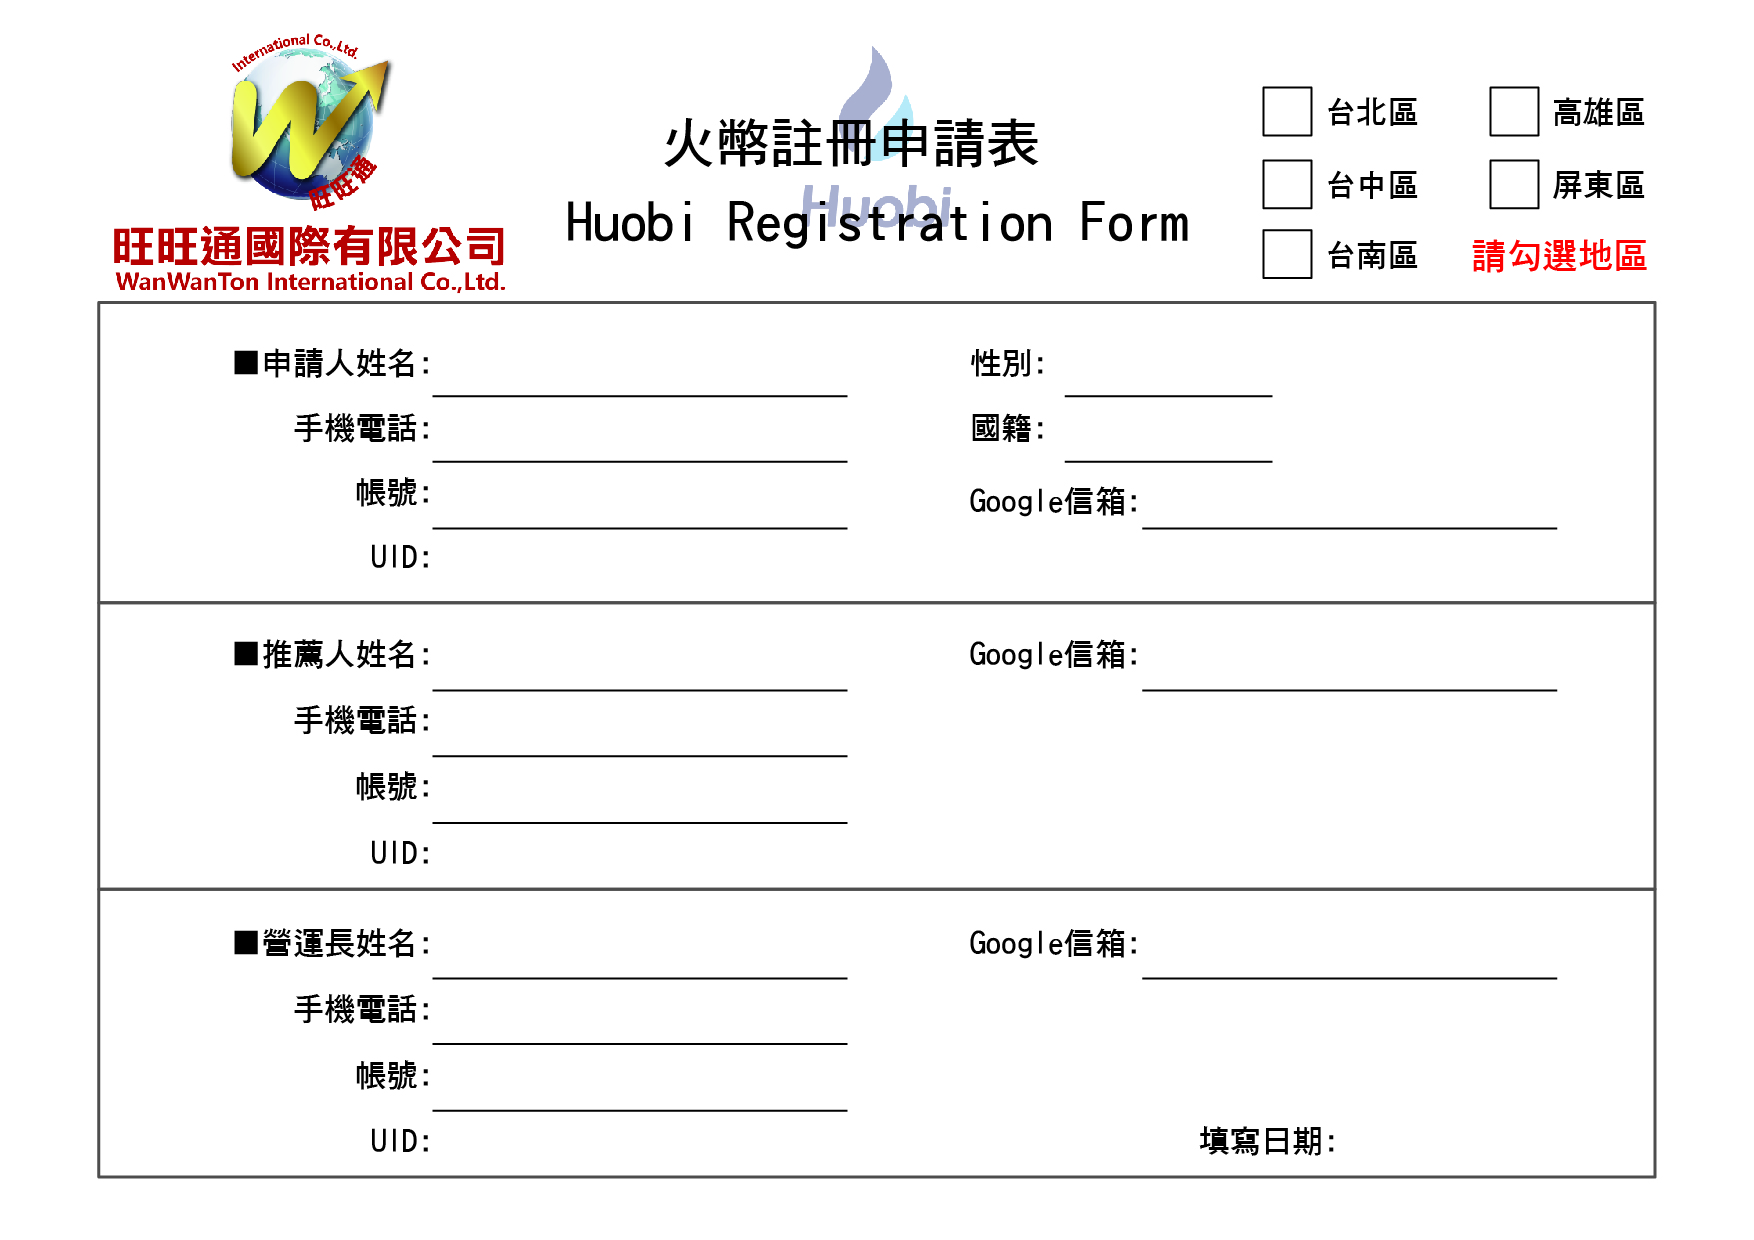 International Co.,Ltd.
旺旺通
旺旺通國際有限公司
WanWanTon International Co.,Ltd.
火幣註冊申請表
Huobi
Huobi Registration Form
台北區 高雄區
台中區 屏東區
台南區 請勾選地區
■申請人姓名: 性別:
手機電話: 國籍:
帳號: Google信箱:
UID:
■推薦人姓名: Google信箱:
手機電話:
帳號:
UID:
■營運長姓名: Google信箱:
手機電話:
帳號:
UID: 填寫日期: